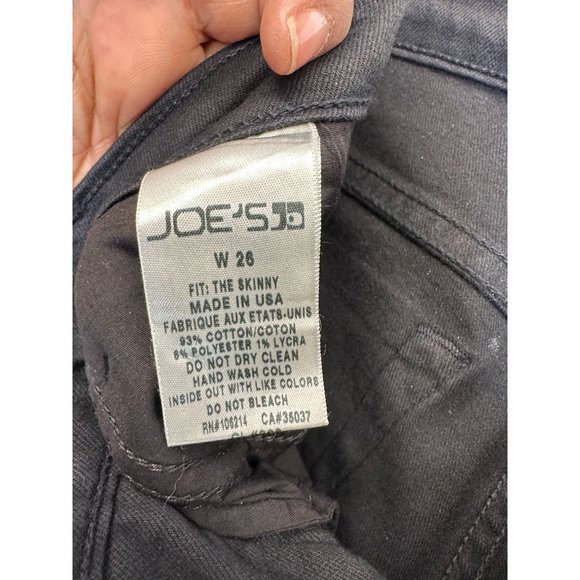 JOE'S
W 26
FIT: THE SKINNY
MADE IN USA
FABRIQUE AUX ETATS-UNIS
93% COTTON/COTON
6% POLYESTER 1% LYCRA
DO NOT DRY CLEAN
HAND WASH COLD
INSIDE OUT WITH LIKE COLORS
DO NOT BLEACH
RN#106214 CA#35037